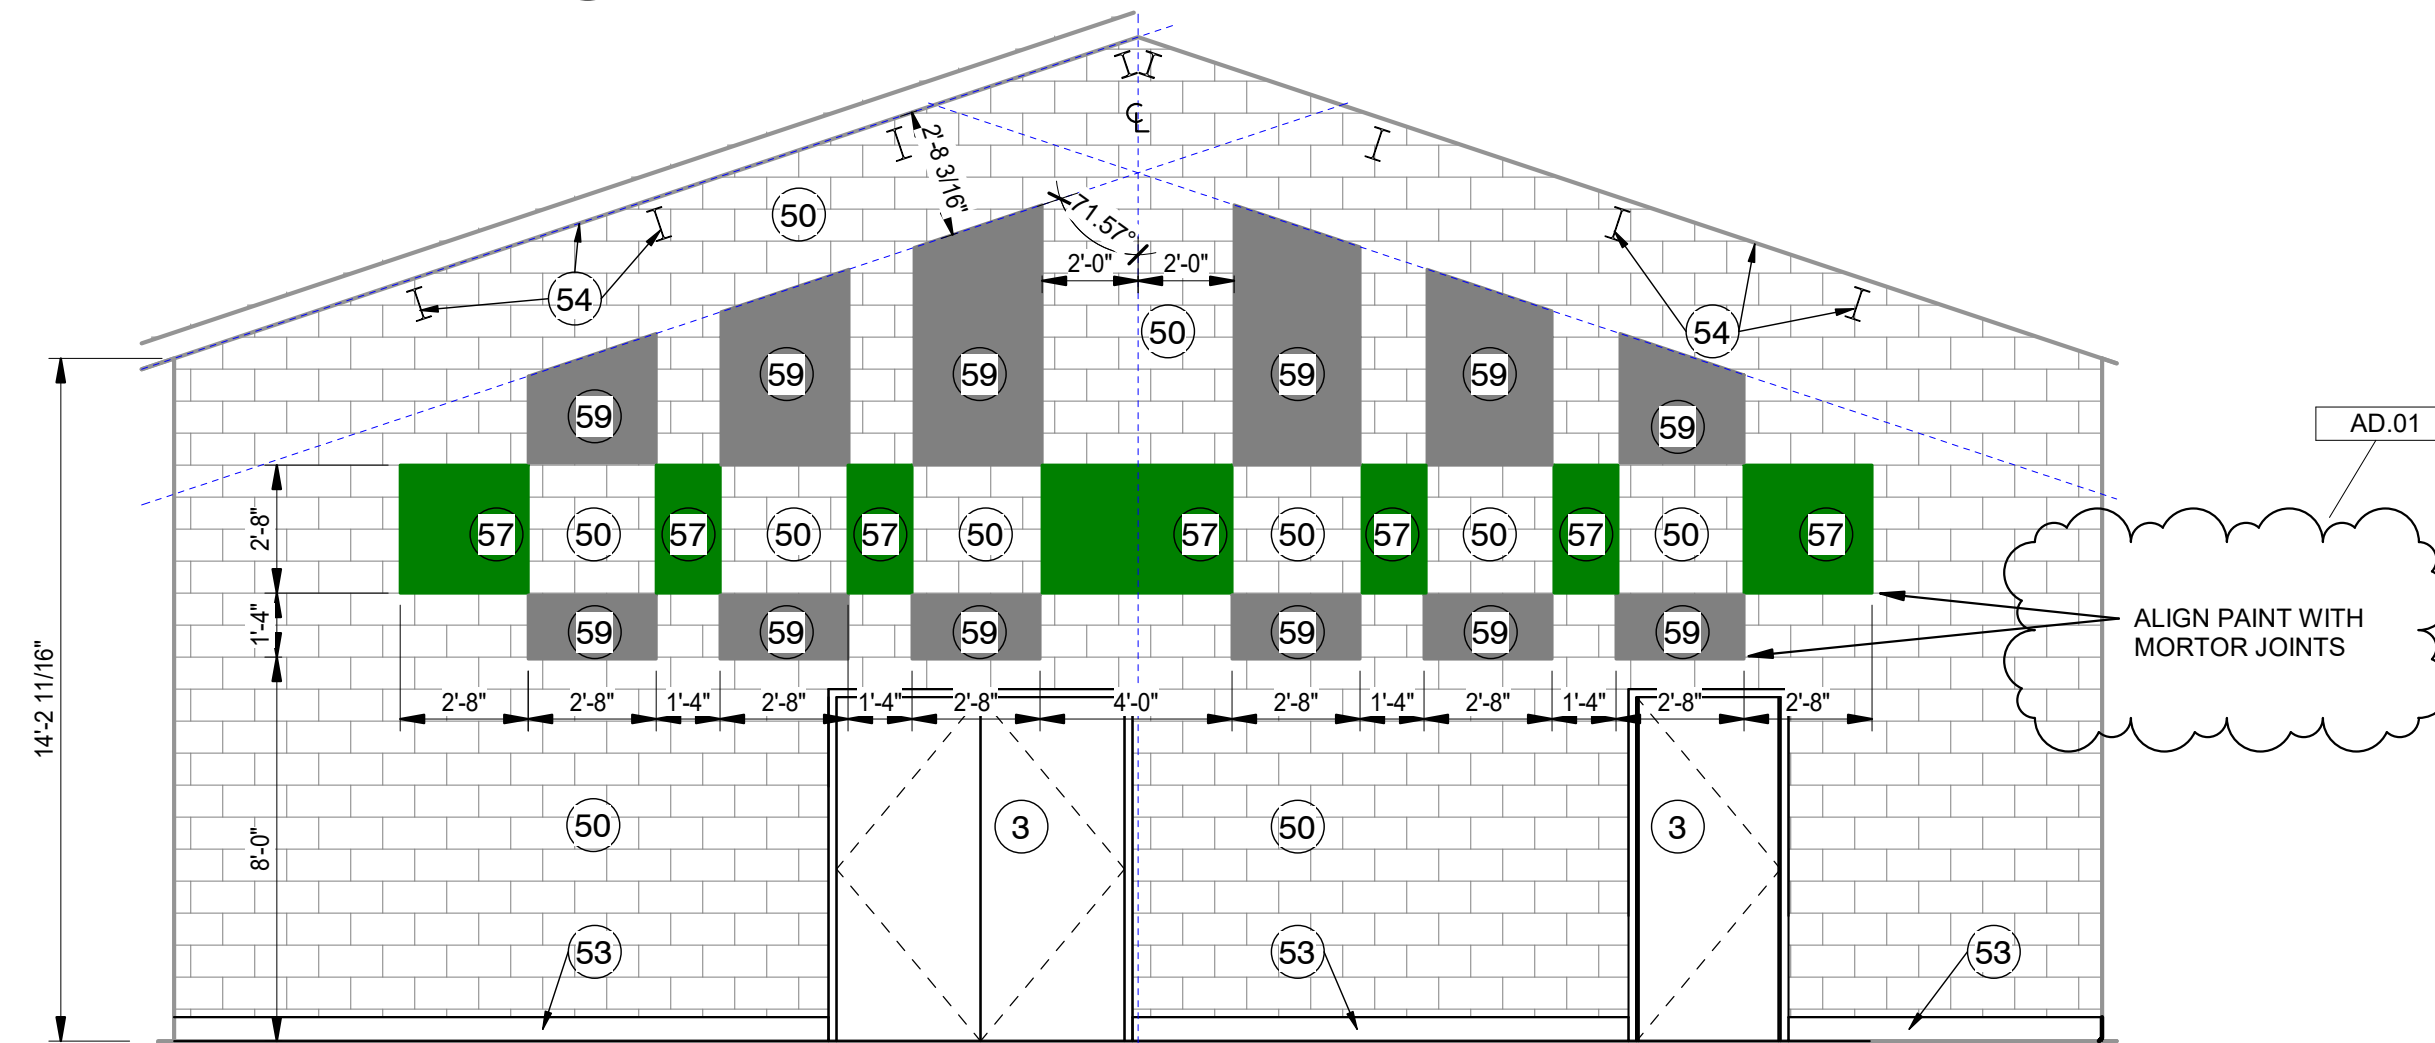 ℄
2'-8 3/16"
50
71.57°
2'-0" 2'-0"
54
50
54
59 59 59 59 59 59
AD.01
2'-8"
57 50 57 50 57 50 57 50 57 50 57 50 57
1'-4"
59 59 59 59 59 59
ALIGN PAINT WITH
MORTOR JOINTS
14'-2 11/16"
2'-8" 2'-8" 1'-4" 2'-8" 1'-4" 2'-8" 4'-0" 2'-8" 1'-4" 2'-8" 1'-4" 2'-8" 2'-8"
8'-0"
50 3 50 3
53 53 53